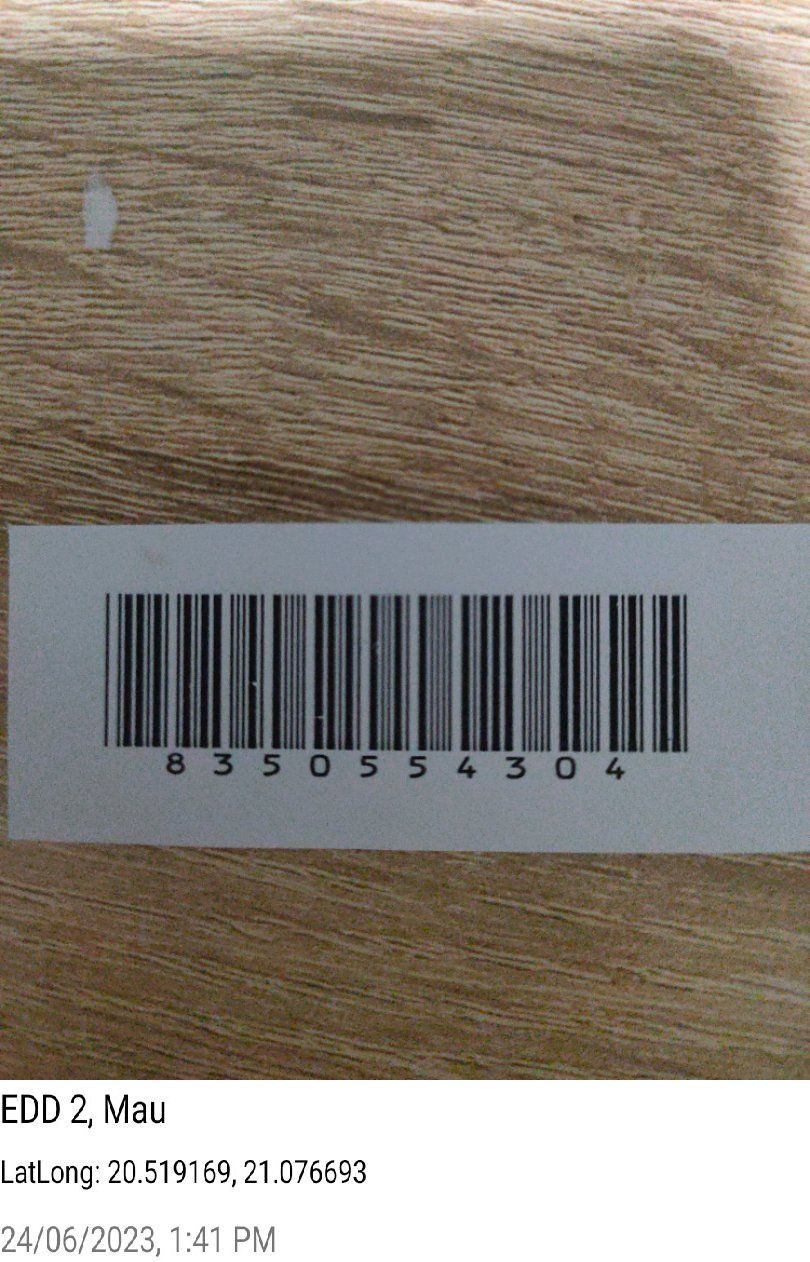 8350554304
EDD 2, Mau
LatLong: 20.519169, 21.076693
24/06/2023, 1:41 PM